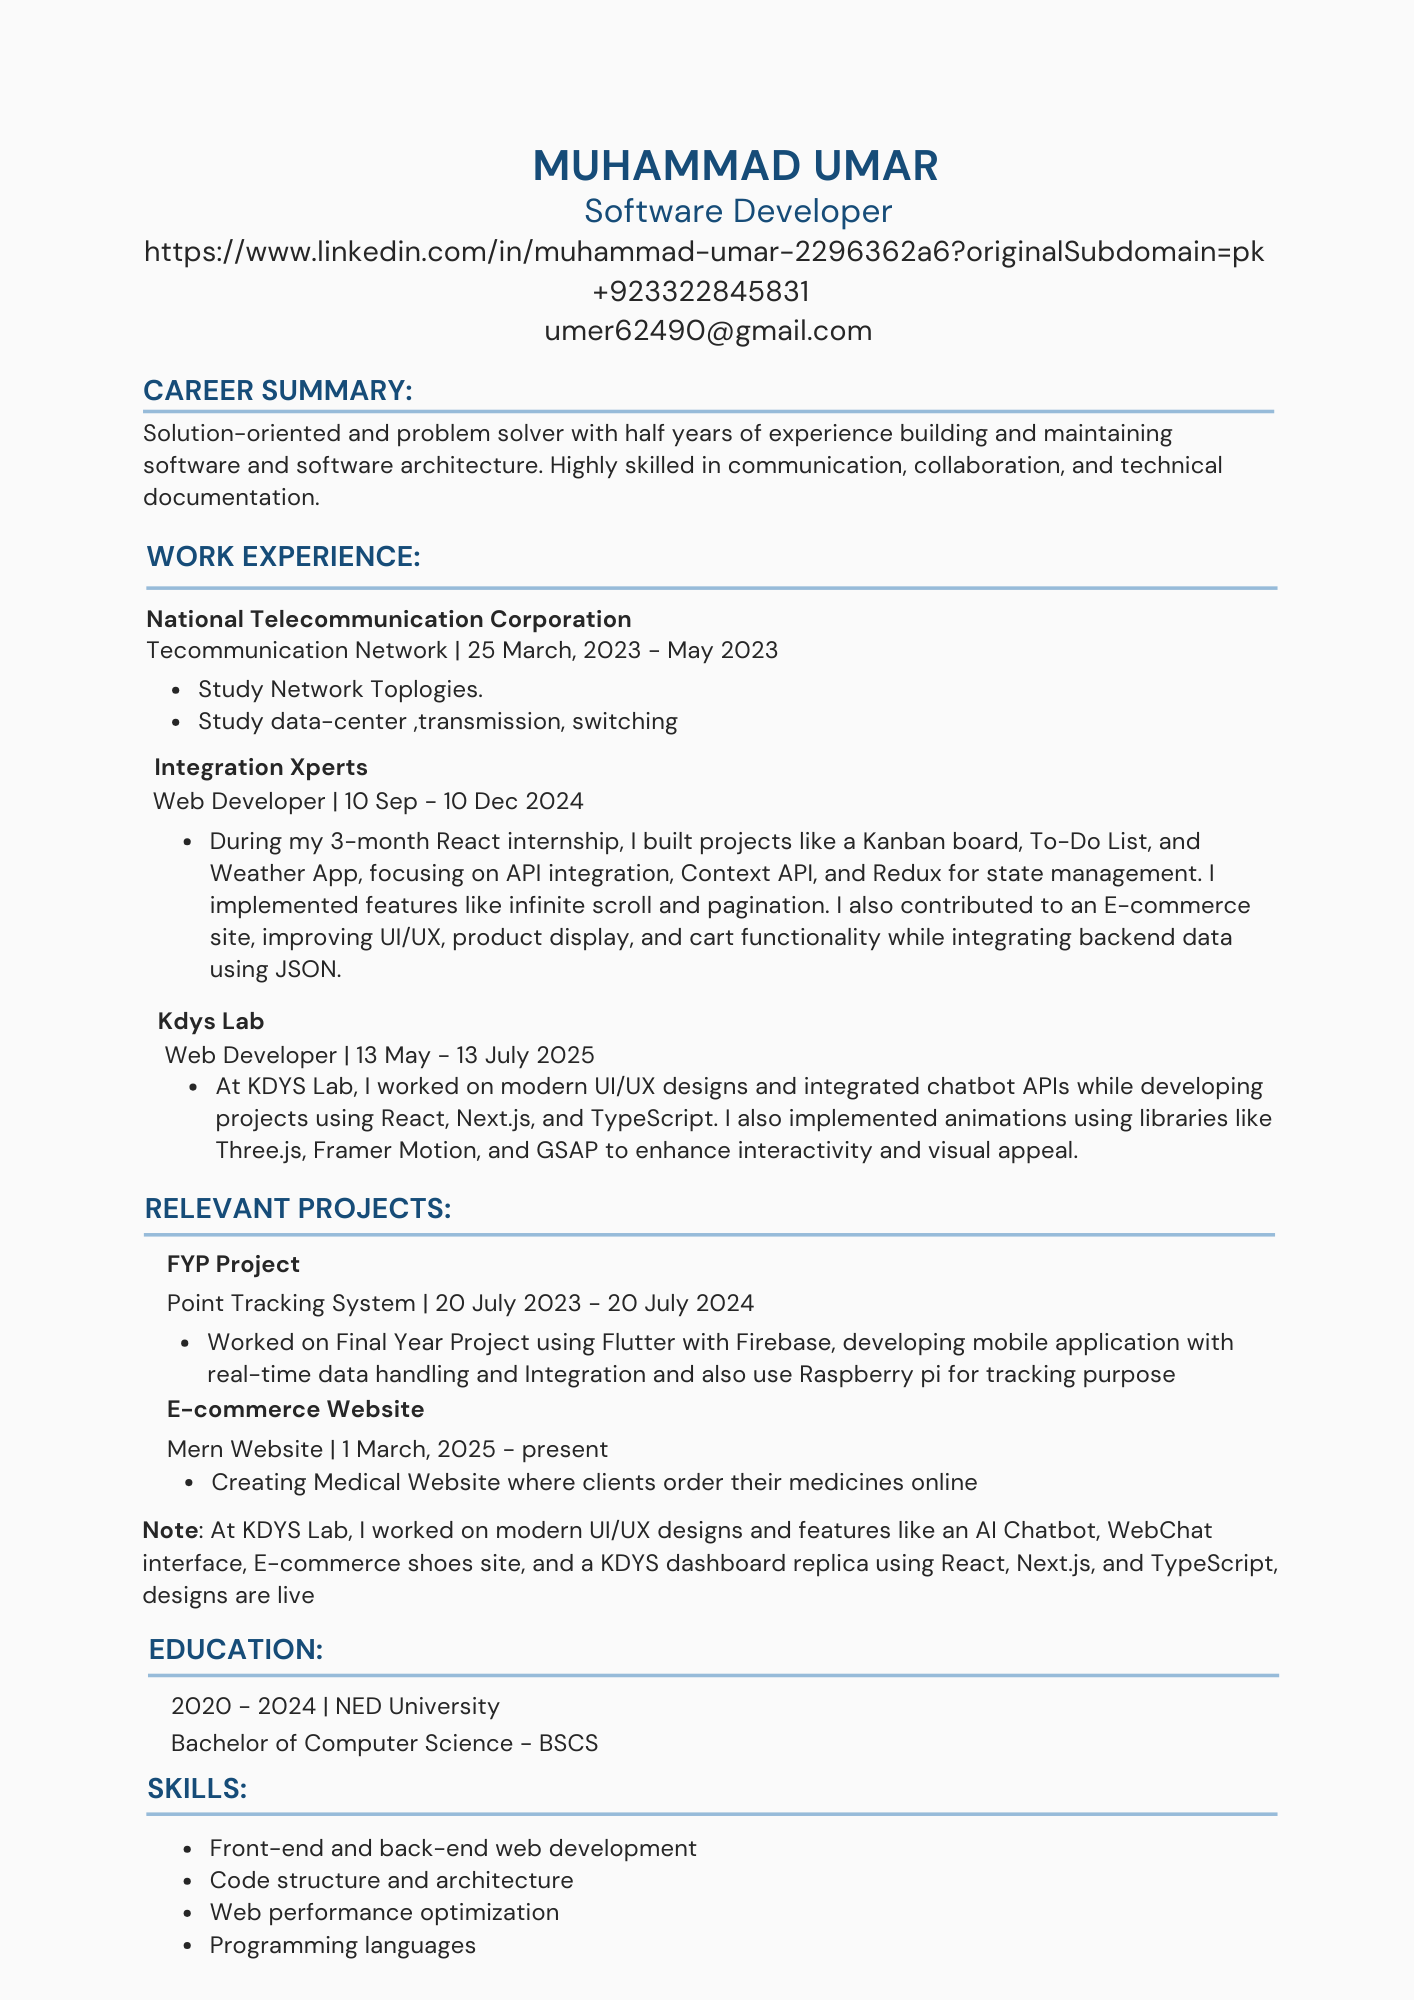 MUHAMMAD UMAR
Software Developer
https://www.linkedin.com/in/muhammad-umar-2296362a6?originalSubdomain=pk
+923322845831
umer62490@gmail.com
CAREER SUMMARY:
Solution-oriented and problem solver with half years of experience building and maintaining
software and software architecture. Highly skilled in communication, collaboration, and technical
documentation.
WORK EXPERIENCE:
National Telecommunication Corporation
Tecommunication Network | 25 March, 2023 - May 2023
• Study Network Toplogies.
• Study data-center ,transmission, switching
Integration Xperts
Web Developer | 10 Sep - 10 Dec 2024
• During my 3-month React internship, I built projects like a Kanban board, To-Do List, and
Weather App, focusing on API integration, Context API, and Redux for state management. I
implemented features like infinite scroll and pagination. I also contributed to an E-commerce
site, improving UI/UX, product display, and cart functionality while integrating backend data
using JSON.
Kdys Lab
Web Developer | 13 May - 13 July 2025
• At KDYS Lab, I worked on modern UI/UX designs and integrated chatbot APIs while developing
projects using React, Next.js, and TypeScript. I also implemented animations using libraries like
Three.js, Framer Motion, and GSAP to enhance interactivity and visual appeal.
RELEVANT PROJECTS:
FYP Project
Point Tracking System | 20 July 2023 - 20 July 2024
• Worked on Final Year Project using Flutter with Firebase, developing mobile application with
real-time data handling and Integration and also use Raspberry pi for tracking purpose
E-commerce Website
Mern Website | 1 March, 2025 - present
• Creating Medical Website where clients order their medicines online
Note: At KDYS Lab, I worked on modern UI/UX designs and features like an AI Chatbot, WebChat
interface, E-commerce shoes site, and a KDYS dashboard replica using React, Next.js, and TypeScript,
designs are live
EDUCATION:
2020 - 2024 | NED University
Bachelor of Computer Science - BSCS
SKILLS:
• Front-end and back-end web development
• Code structure and architecture
• Web performance optimization
• Programming languages